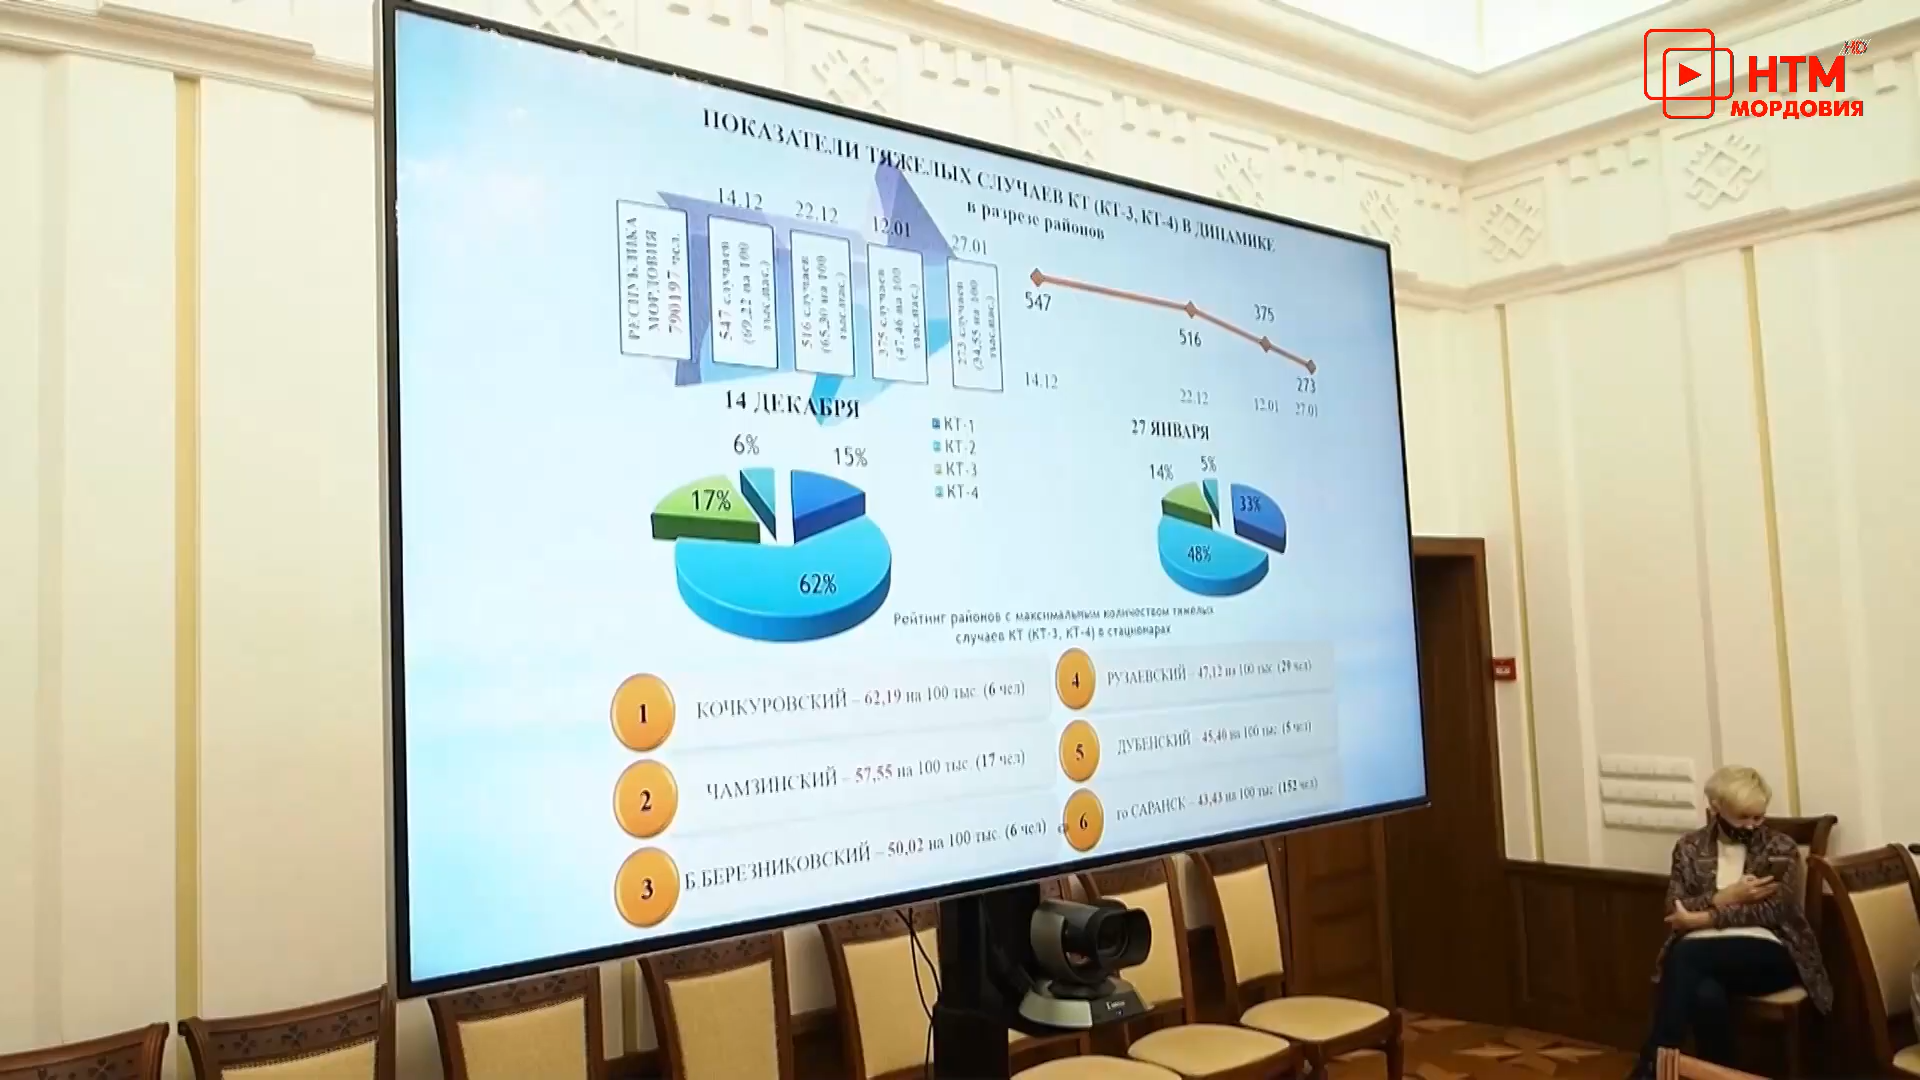 HD
НТМ
МОРДОВИЯ
ПОКАЗАТЕЛИ ТЯЖЕЛЫХ СЛУЧАЕВ КТ (КТ-3, КТ-4) В ДИНАМИКЕ
в разрезе районов
14.12
22.12
12.01
27.01
РЕСПУБЛИКА
МОРДОВИЯ
790197 чел.
547 случаев
(69,22 на 100
тыс.нас.)
516 случаев
(65,30 на 100
тыс.нас.)
375 случаев
(47,46 на 100
тыс.нас.)
273 случаев
(34,55 на 100
тыс.нас.)
547
516
375
273
14.12
22.12
12.01
27.01
14 ДЕКАБРЯ
6%
15%
17%
62%
КТ-1
КТ-2
КТ-3
КТ-4
27 ЯНВАРЯ
14%
5%
33%
48%
Рейтинг районов с максимальным количеством тяжелых
случаев КТ (КТ-3, КТ-4) в стационарах
1 КОЧКУРОВСКИЙ – 62,19 на 100 тыс. (6 чел)
2 ЧАМЗИНСКИЙ – 57,55 на 100 тыс. (17 чел)
3 Б.БЕРЕЗНИКОВСКИЙ – 50,02 на 100 тыс. (6 чел)
4 РУЗАЕВСКИЙ – 47,12 на 100 тыс. (29 чел)
5 ДУБЕНСКИЙ – 45,40 на 100 тыс. (5 чел)
6 го САРАНСК – 43,43 на 100 тыс. (152 чел)